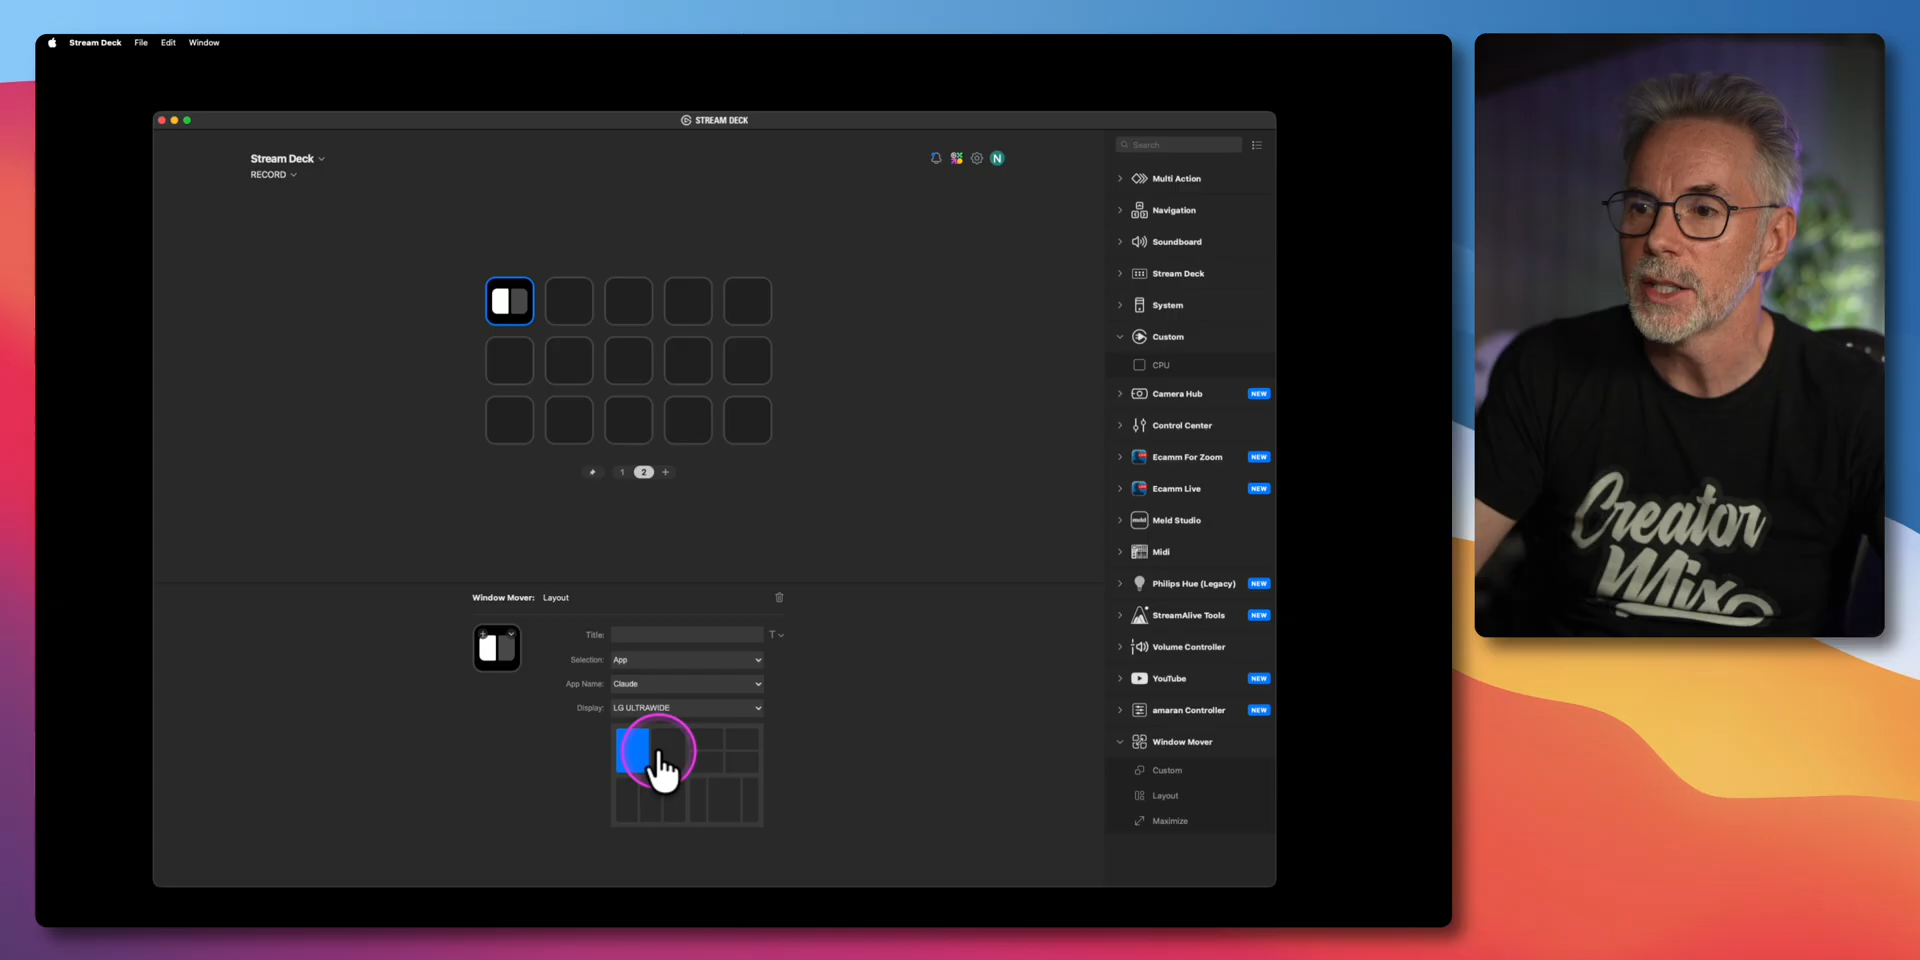 Stream Deck File Edit Window
STREAM DECK
Stream Deck
RECORD
N
Search
Multi Action
Navigation
Soundboard
Stream Deck
System
Custom
CPU
Camera Hub NEW
Control Center
Ecamm For Zoom NEW
Ecamm Live NEW
meld Meld Studio
Midi
Philips Hue (Legacy) NEW
StreamAlive Tools NEW
Volume Controller
YouTube NEW
amaran Controller NEW
Window Mover
Custom
Layout
Maximize
1 2 +
Window Mover: Layout
Title: T
Selection: App
App Name: Claude
Display: LG ULTRAWIDE
Creator
Mix